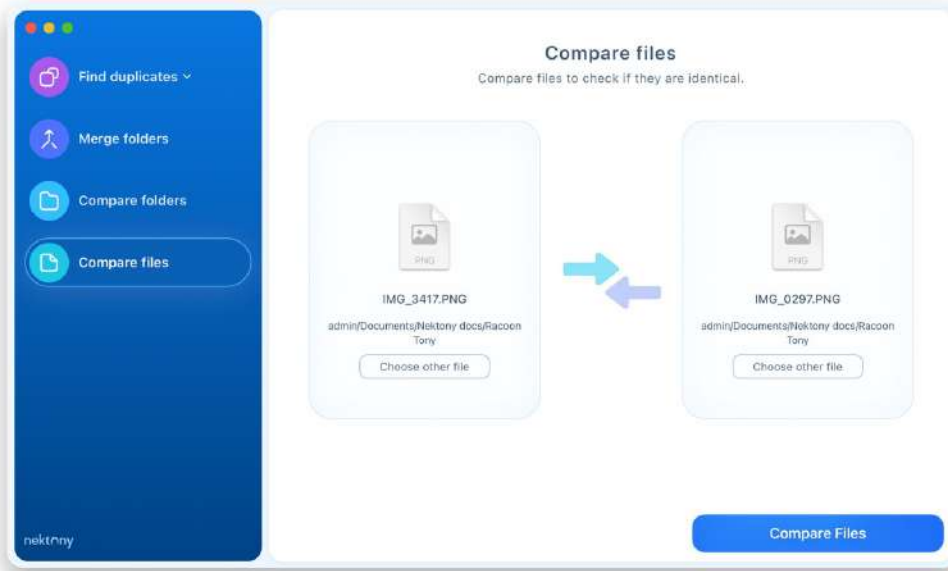 Find duplicates
Merge folders
Compare folders
Compare files
nektony
Compare files
Compare files to check if they are identical.
PNG
IMG_3417.PNG
admin/Documents/Nektony docs/Racoon
Tony
Choose other file
PNG
IMG_0297.PNG
admin/Documents/Nektony docs/Racoon
Tony
Choose other file
Compare Files